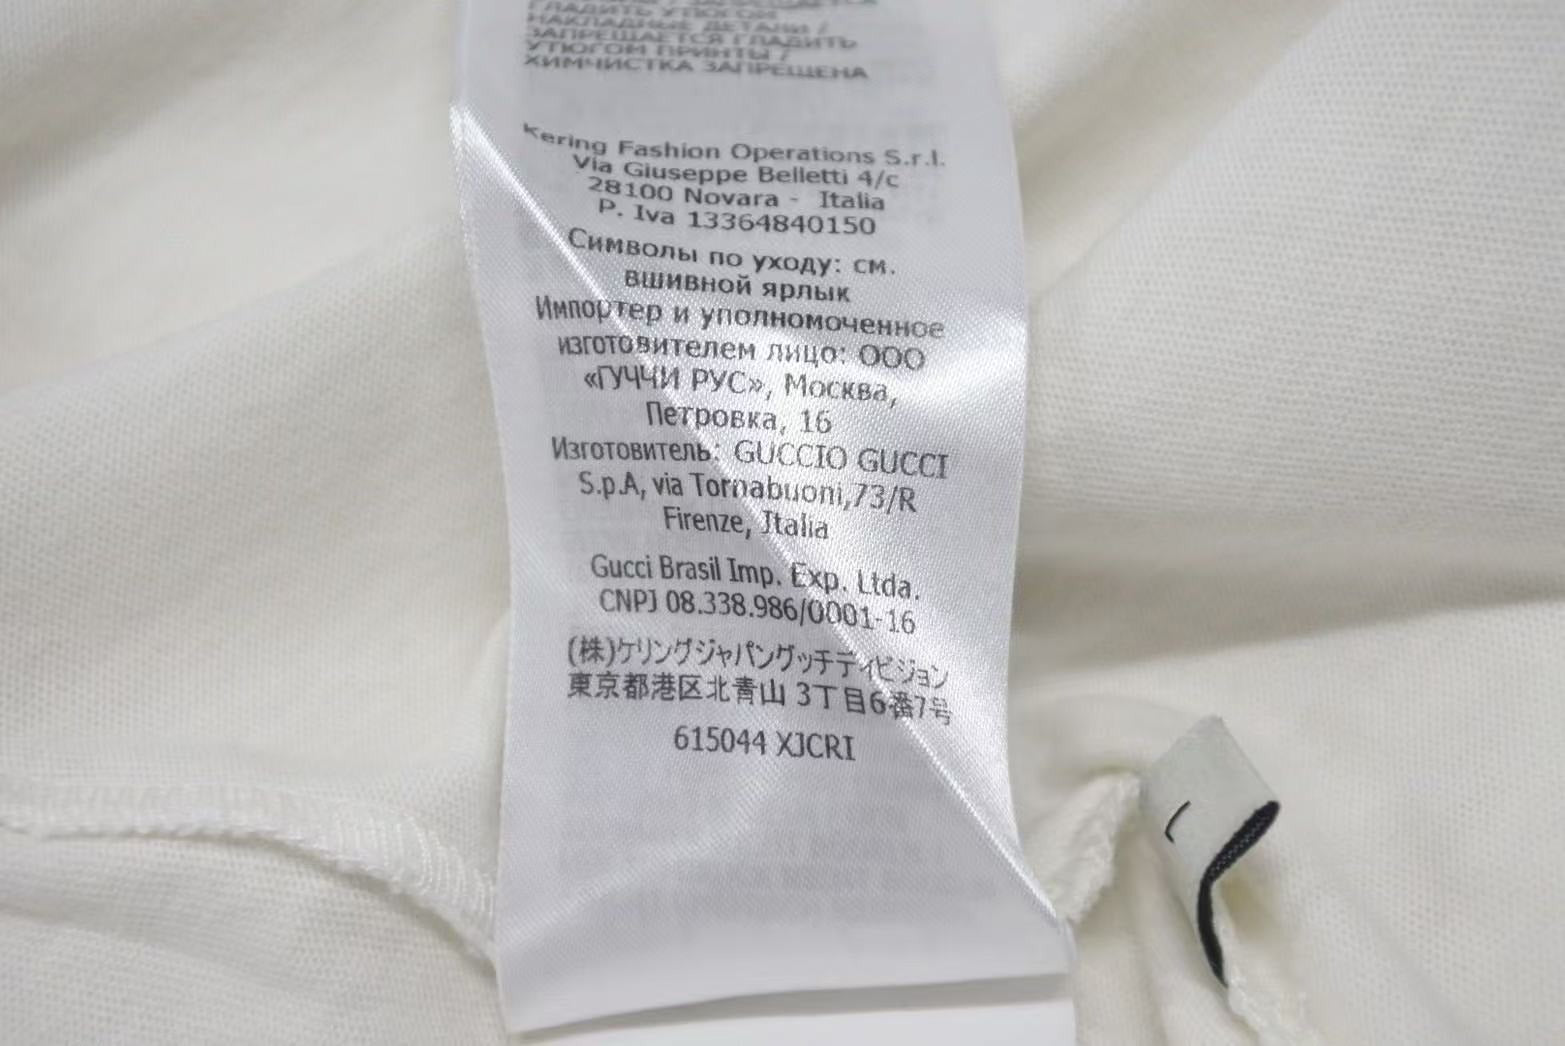 ГЛАДИТЬ УТЮГОМ
НАКЛАДНЫЕ ДЕТАЛИ /
ЗАПРЕЩАЕТСЯ ГЛАДИТЬ
УТЮГОМ ПРИНТЫ /
ХИМЧИСТКА ЗАПРЕЩЕНА
Kering Fashion Operations S.r.l.
Via Giuseppe Belletti 4/c
28100 Novara - Italia
P. Iva 13364840150
Символы по уходу: см.
вшивной ярлык
Импортер и уполномоченное
изготовителем лицо: ООО
«ГУЧЧИ РУС», Москва,
Петровка, 16
Изготовитель: GUCCIO GUCCI
S.p.A, via Tornabuoni,73/R
Firenze, Italia
Gucci Brasil Imp. Exp. Ltda.
CNPJ 08.338.986/0001-16
(株)ケリングジャパングッチディビジョン
東京都港区北青山 3丁目6番7号
615044 XJCRI